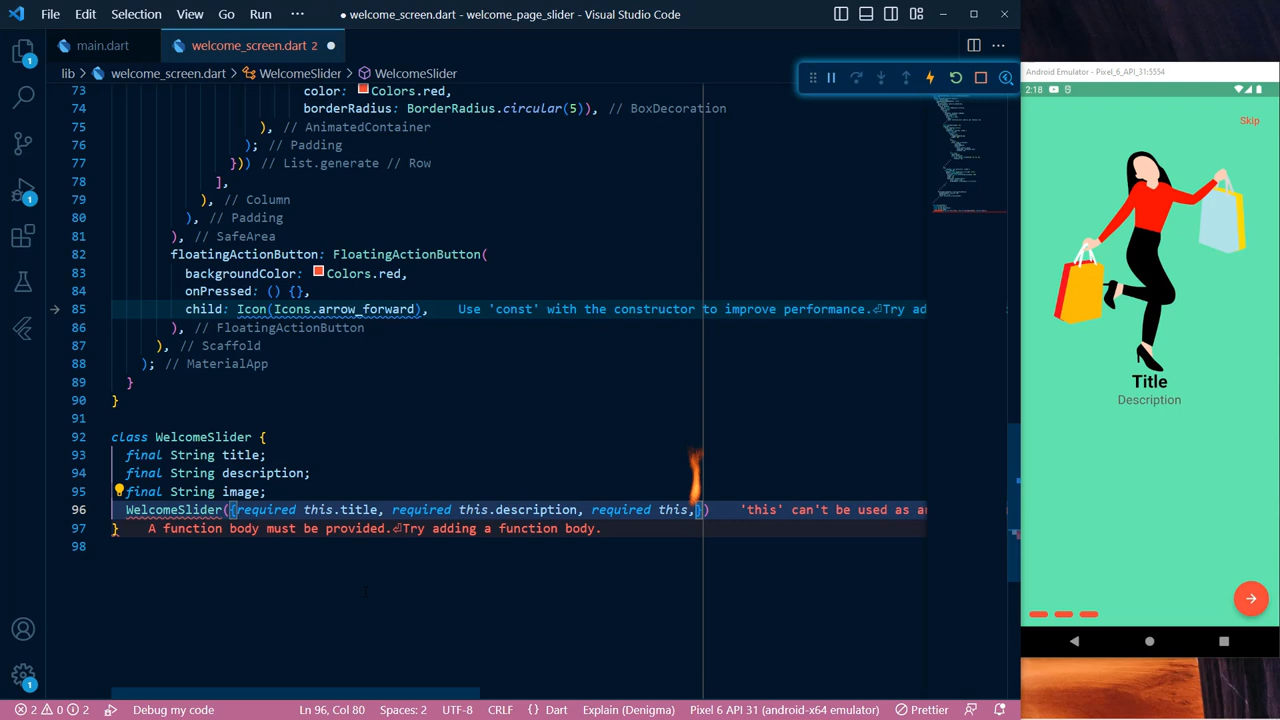 File Edit Selection View Go Run ··· ● welcome_screen.dart - welcome_page_slider - Visual Studio Code
main.dart welcome_screen.dart 2 ●
lib > welcome_screen.dart > WelcomeSlider > WelcomeSlider
73 color: Colors.red,
74 borderRadius: BorderRadius.circular(5)), // BoxDecoration
75 ), // AnimatedContainer
76 ); // Padding
77 })) // List.generate // Row
78 ],
79 ), // Column
80 ), // Padding
81 ), // SafeArea
82 floatingActionButton: FloatingActionButton(
83 backgroundColor: Colors.red,
84 onPressed: () {},
85 child: Icon(Icons.arrow_forward), Use 'const' with the constructor to improve performance.⏎Try ad
86 ), // FloatingActionButton
87 ), // Scaffold
88 ); // MaterialApp
89 }
90 }
91
92 class WelcomeSlider {
93 final String title;
94 final String description;
95 final String image;
96 WelcomeSlider({required this.title, required this.description, required this,}) 'this' can't be used as a
97 } A function body must be provided.⏎Try adding a function body.
98
1
1
1
2 0 2 Debug my code Ln 96, Col 80 Spaces: 2 UTF-8 CRLF {} Dart Explain (Denigma) Pixel 6 API 31 (android-x64 emulator) Prettier
Android Emulator - Pixel_6_API_31:5554
2:18
Skip
Title
Description